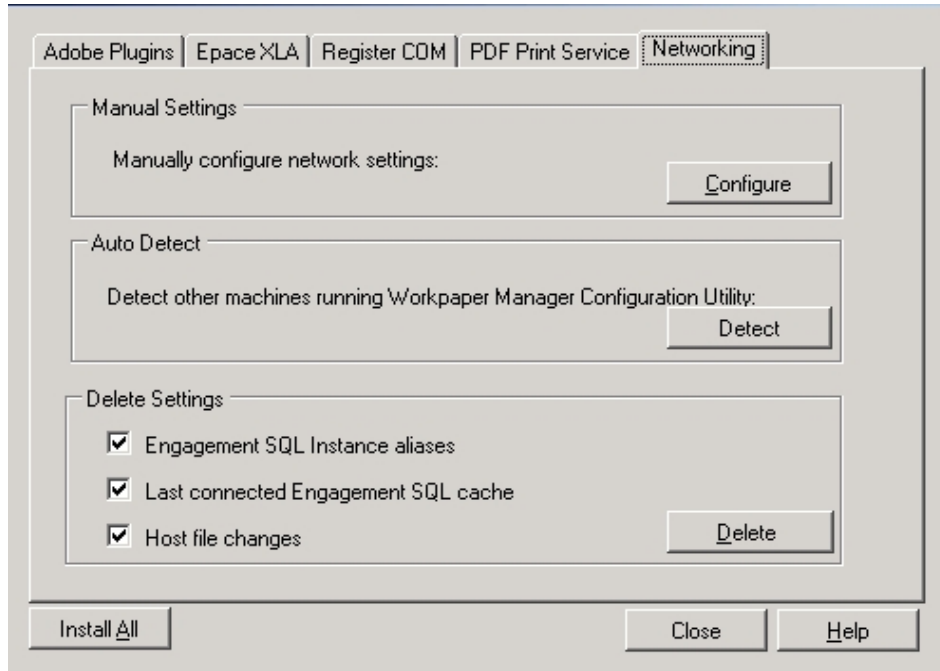 Adobe Plugins Epace XLA Register COM PDF Print Service Networking
Manual Settings
Manually configure network settings:
Configure
Auto Detect
Detect other machines running Workpaper Manager Configuration Utility:
Detect
Delete Settings
Engagement SQL Instance aliases
Last connected Engagement SQL cache
Host file changes
Delete
Install All Close Help